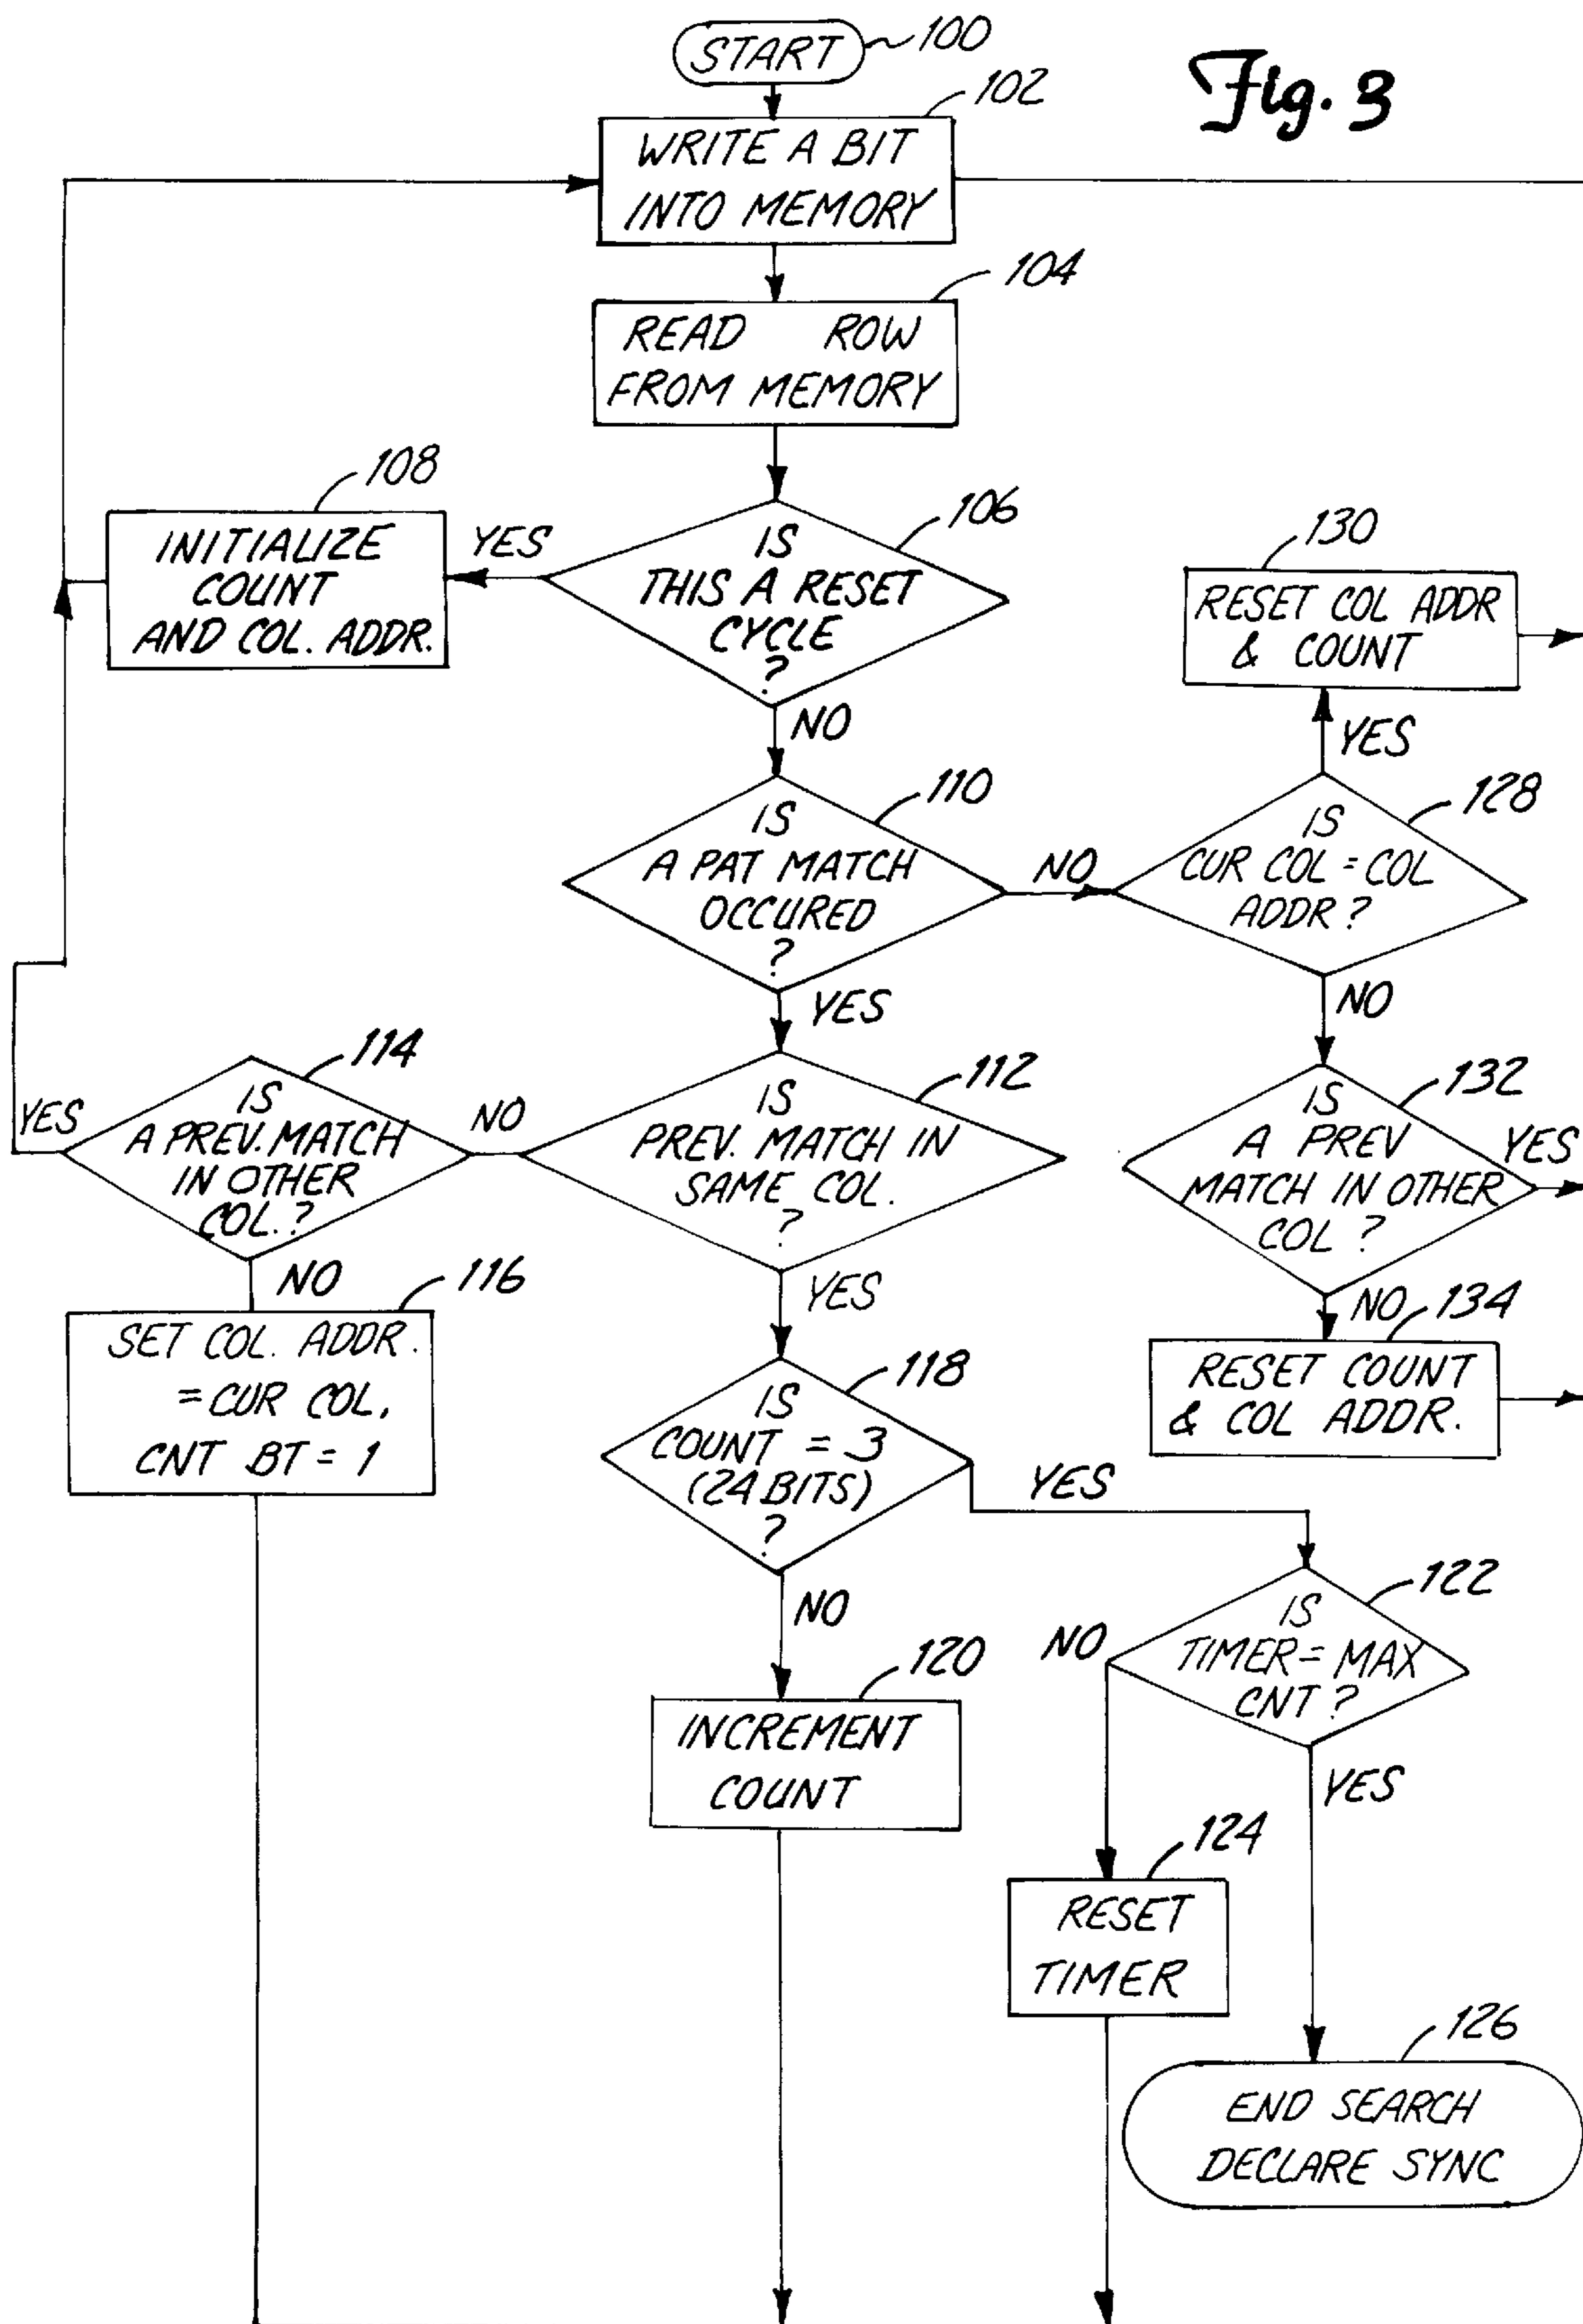 START
100
Fig. 3
102
WRITE A BIT
INTO MEMORY
104
READ ROW
FROM MEMORY
108
INITIALIZE
COUNT
AND COL. ADDR.
YES
106
IS
THIS A RESET
CYCLE
?
NO
130
RESET COL ADDR
& COUNT
YES
110
IS
A PAT MATCH
OCCURED
?
NO
128
IS
CUR COL = COL
ADDR ?
YES
NO
114
IS
A PREV. MATCH
IN OTHER
COL. ?
YES
NO
112
IS
PREV. MATCH IN
SAME COL.
?
NO
YES
132
IS
A PREV
MATCH IN OTHER
COL ?
YES
NO
116
SET COL. ADDR.
= CUR COL,
CNT BT = 1
118
IS
COUNT = 3
(24 BITS)
?
YES
NO
134
RESET COUNT
& COL ADDR.
122
IS
TIMER = MAX
CNT ?
NO
YES
120
INCREMENT
COUNT
124
RESET
TIMER
126
END SEARCH
DECLARE SYNC